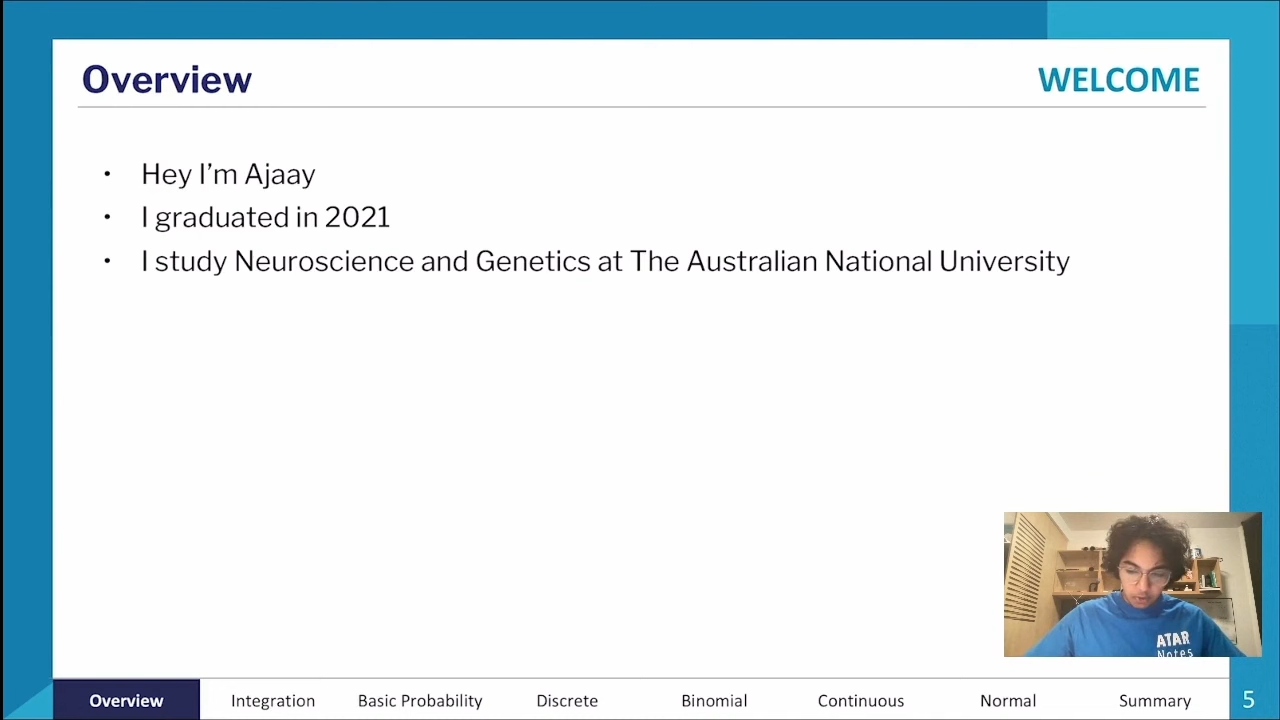 Overview
WELCOME
• Hey I’m Ajaay
• I graduated in 2021
• I study Neuroscience and Genetics at The Australian National University
ATAR
Notes
Overview Integration Basic Probability Discrete Binomial Continuous Normal Summary 5